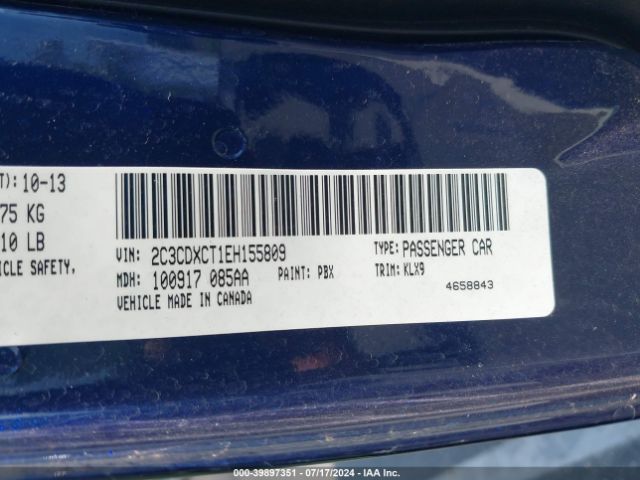 T): 10-13
75 KG
10 LB
ICLE SAFETY,
VIN: 2C3CDXCT1EH155809
TYPE: PASSENGER CAR
MDH: 100917 085AA
PAINT: PBX
TRIM: KLX9
VEHICLE MADE IN CANADA
4658843
000-39897351 - 07/17/2024 - IAA Inc.